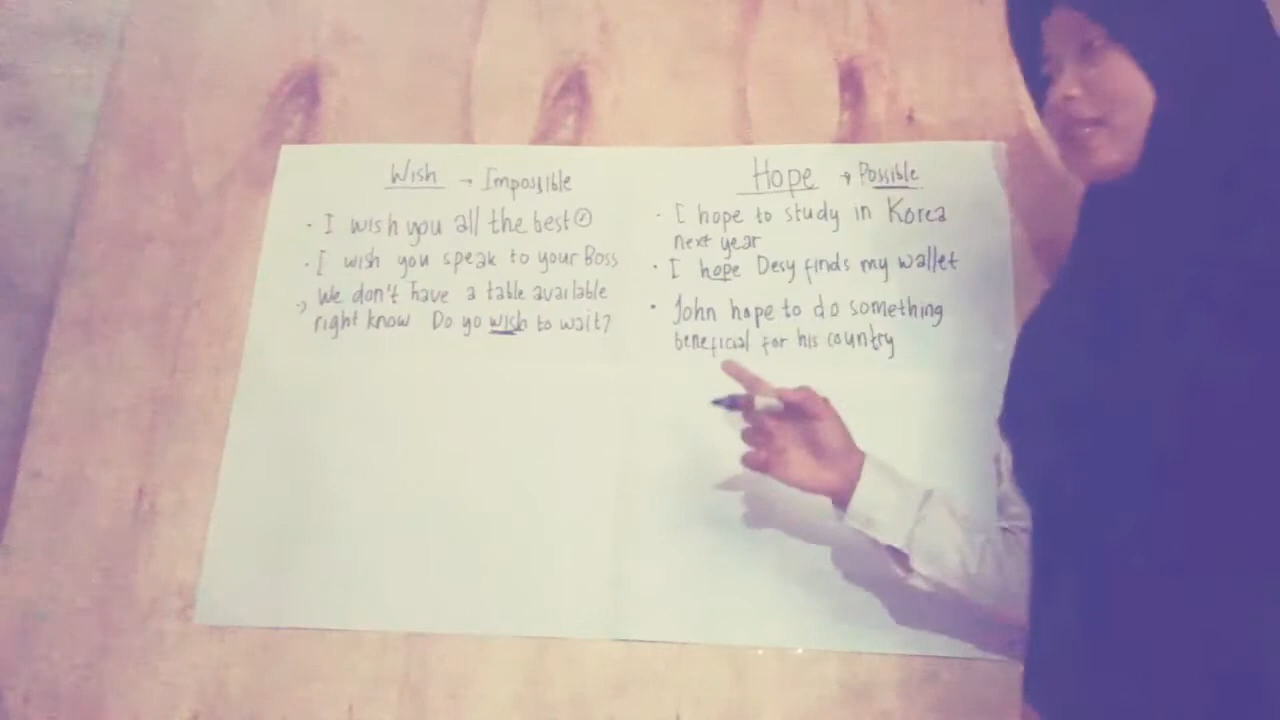 Wish → Impossible
• I wish you all the best
• I wish you speak to your Boss
→ We don't have a table available
right know Do yo wish to wait?
Hope → Possible
• I hope to study in Korea
next year
• I hope Desy finds my wallet
• John hope to do something
beneficial for his country